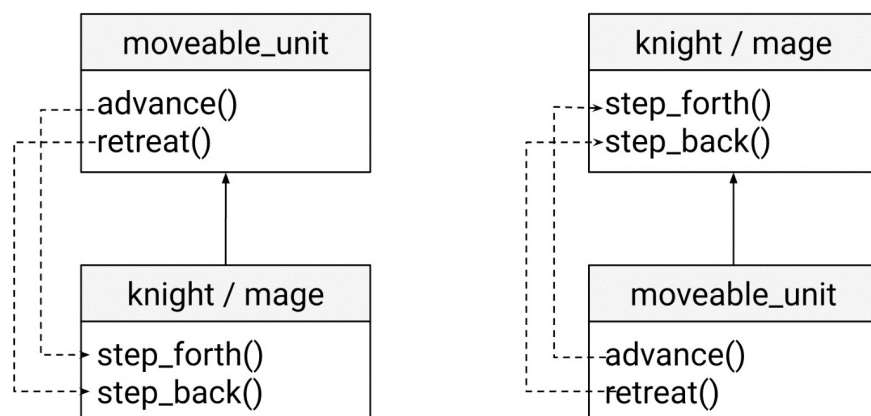 moveable_unit
advance()
retreat()
knight / mage
step_forth()
step_back()
knight / mage
step_forth()
step_back()
moveable_unit
advance()
retreat()